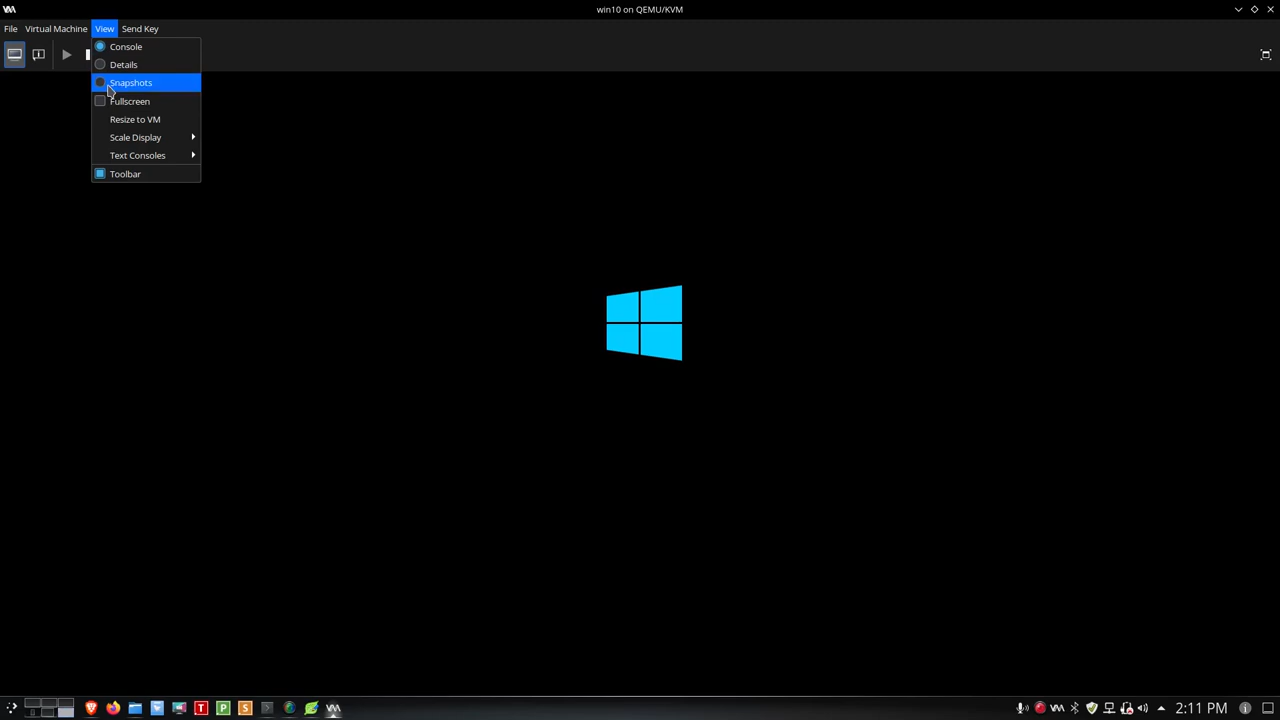 win10 on QEMU/KVM
File Virtual Machine View Send Key
Console
Details
Snapshots
Fullscreen
Resize to VM
Scale Display
Text Consoles
Toolbar
T P S 2:11 PM